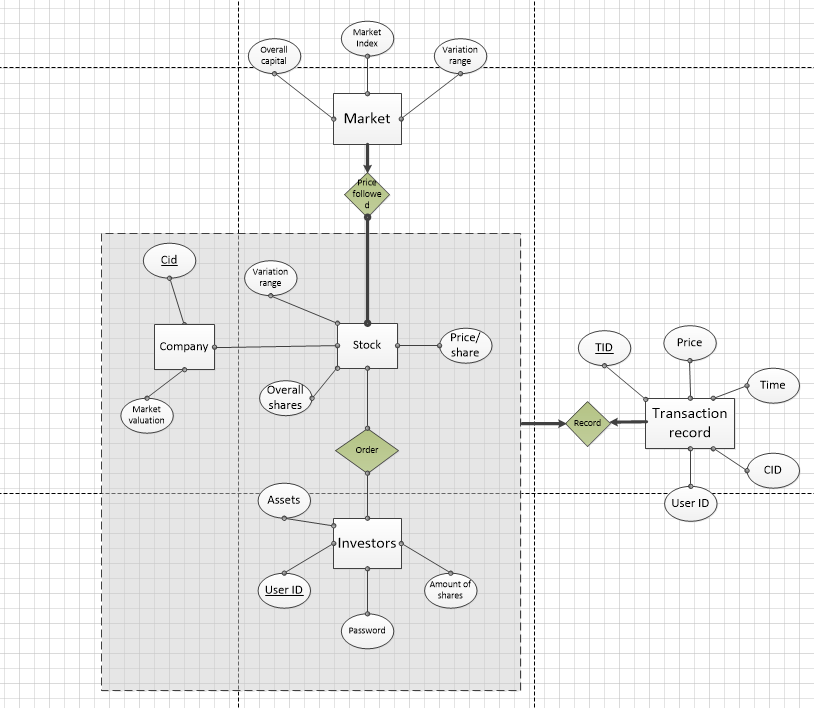 Market
Index
Overall
capital
Variation
range
Market
Price
followe
d
Cid
Variation
range
Company
Stock
Price/
share
Market
valuation
Overall
shares
Order
Assets
Investors
User ID
Amount of
shares
Password
TID
Price
Time
Record
Transaction
record
CID
User ID